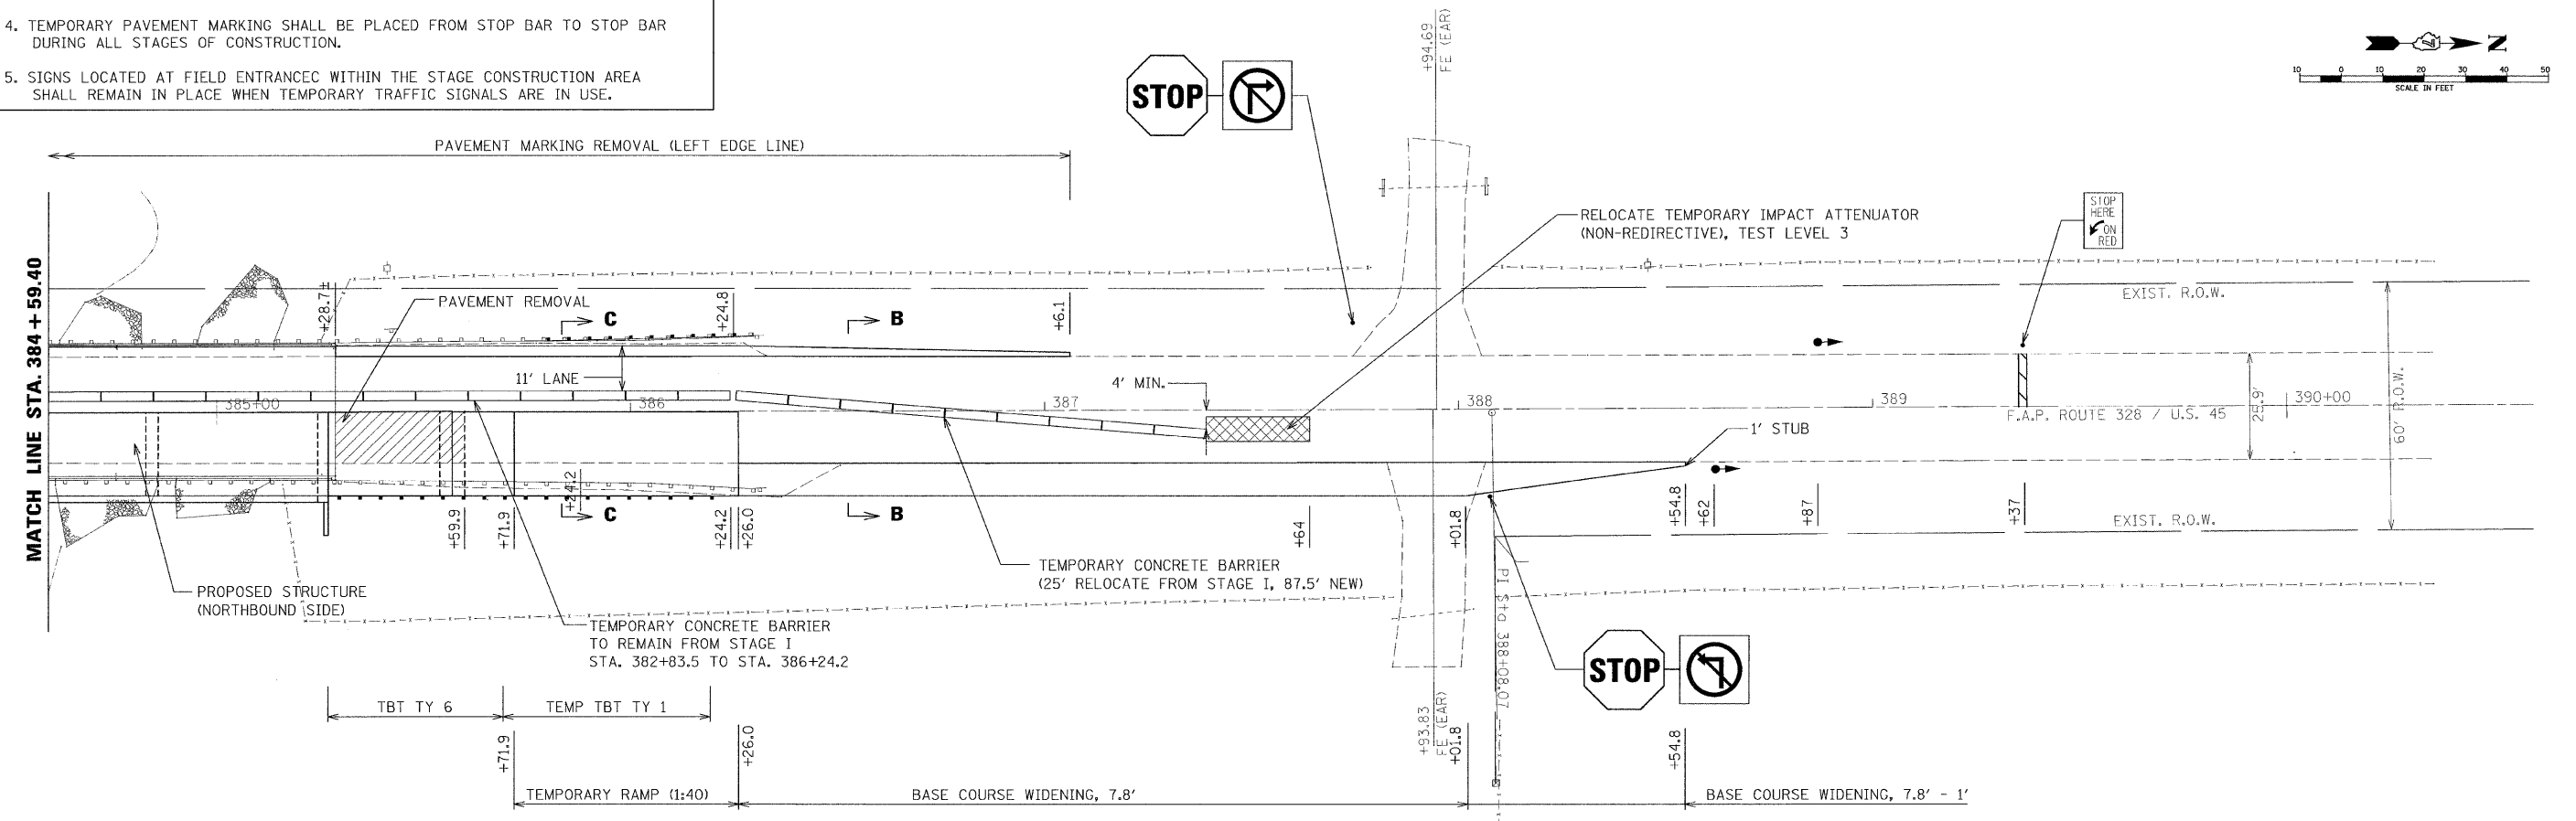 4. TEMPORARY PAVEMENT MARKING SHALL BE PLACED FROM STOP BAR TO STOP BAR
DURING ALL STAGES OF CONSTRUCTION.
5. SIGNS LOCATED AT FIELD ENTRANCEC WITHIN THE STAGE CONSTRUCTION AREA
SHALL REMAIN IN PLACE WHEN TEMPORARY TRAFFIC SIGNALS ARE IN USE.
N
10 0 10 20 30 40 50
SCALE IN FEET
+94.69
FE (EAR)
STOP
PAVEMENT MARKING REMOVAL (LEFT EDGE LINE)
RELOCATE TEMPORARY IMPACT ATTENUATOR
(NON-REDIRECTIVE), TEST LEVEL 3
STOP
HERE
ON
RED
MATCH LINE STA. 384 + 59.40
+28.7±
PAVEMENT REMOVAL
C
+24.8
B
+6.1
EXIST. R.O.W.
11' LANE
4' MIN.
385+00
386
387
388
389
390+00
F.A.P. ROUTE 328 / U.S. 45
25.9'
60' R.O.W.
1' STUB
+24.2
C
B
+59.9
+71.9
+24.2
+26.0
+64
+01.8
+54.8
+62
+87
+37
EXIST. R.O.W.
PROPOSED STRUCTURE
(NORTHBOUND SIDE)
TEMPORARY CONCRETE BARRIER
(25' RELOCATE FROM STAGE I, 87.5' NEW)
TEMPORARY CONCRETE BARRIER
TO REMAIN FROM STAGE I
STA. 382+83.5 TO STA. 386+24.2
PI Sta 388+08.07
STOP
TBT TY 6
TEMP TBT TY 1
+93.83
FE (EAR)
+01.8
+71.9
+26.0
+54.8
TEMPORARY RAMP (1:40)
BASE COURSE WIDENING, 7.8'
BASE COURSE WIDENING, 7.8' - 1'